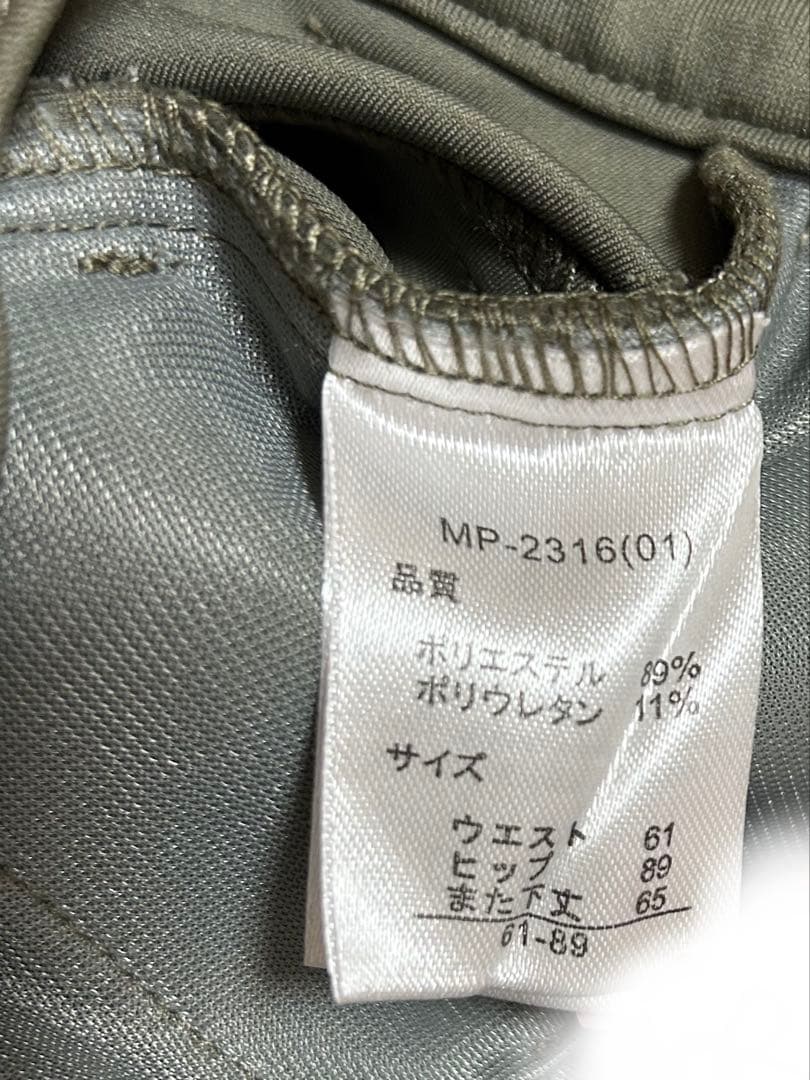 MP-2316(01)
品質
ポリエステル 89%
ポリウレタン 11%
サイズ
ウエスト 61
ヒップ 89
また下丈 65
61-89